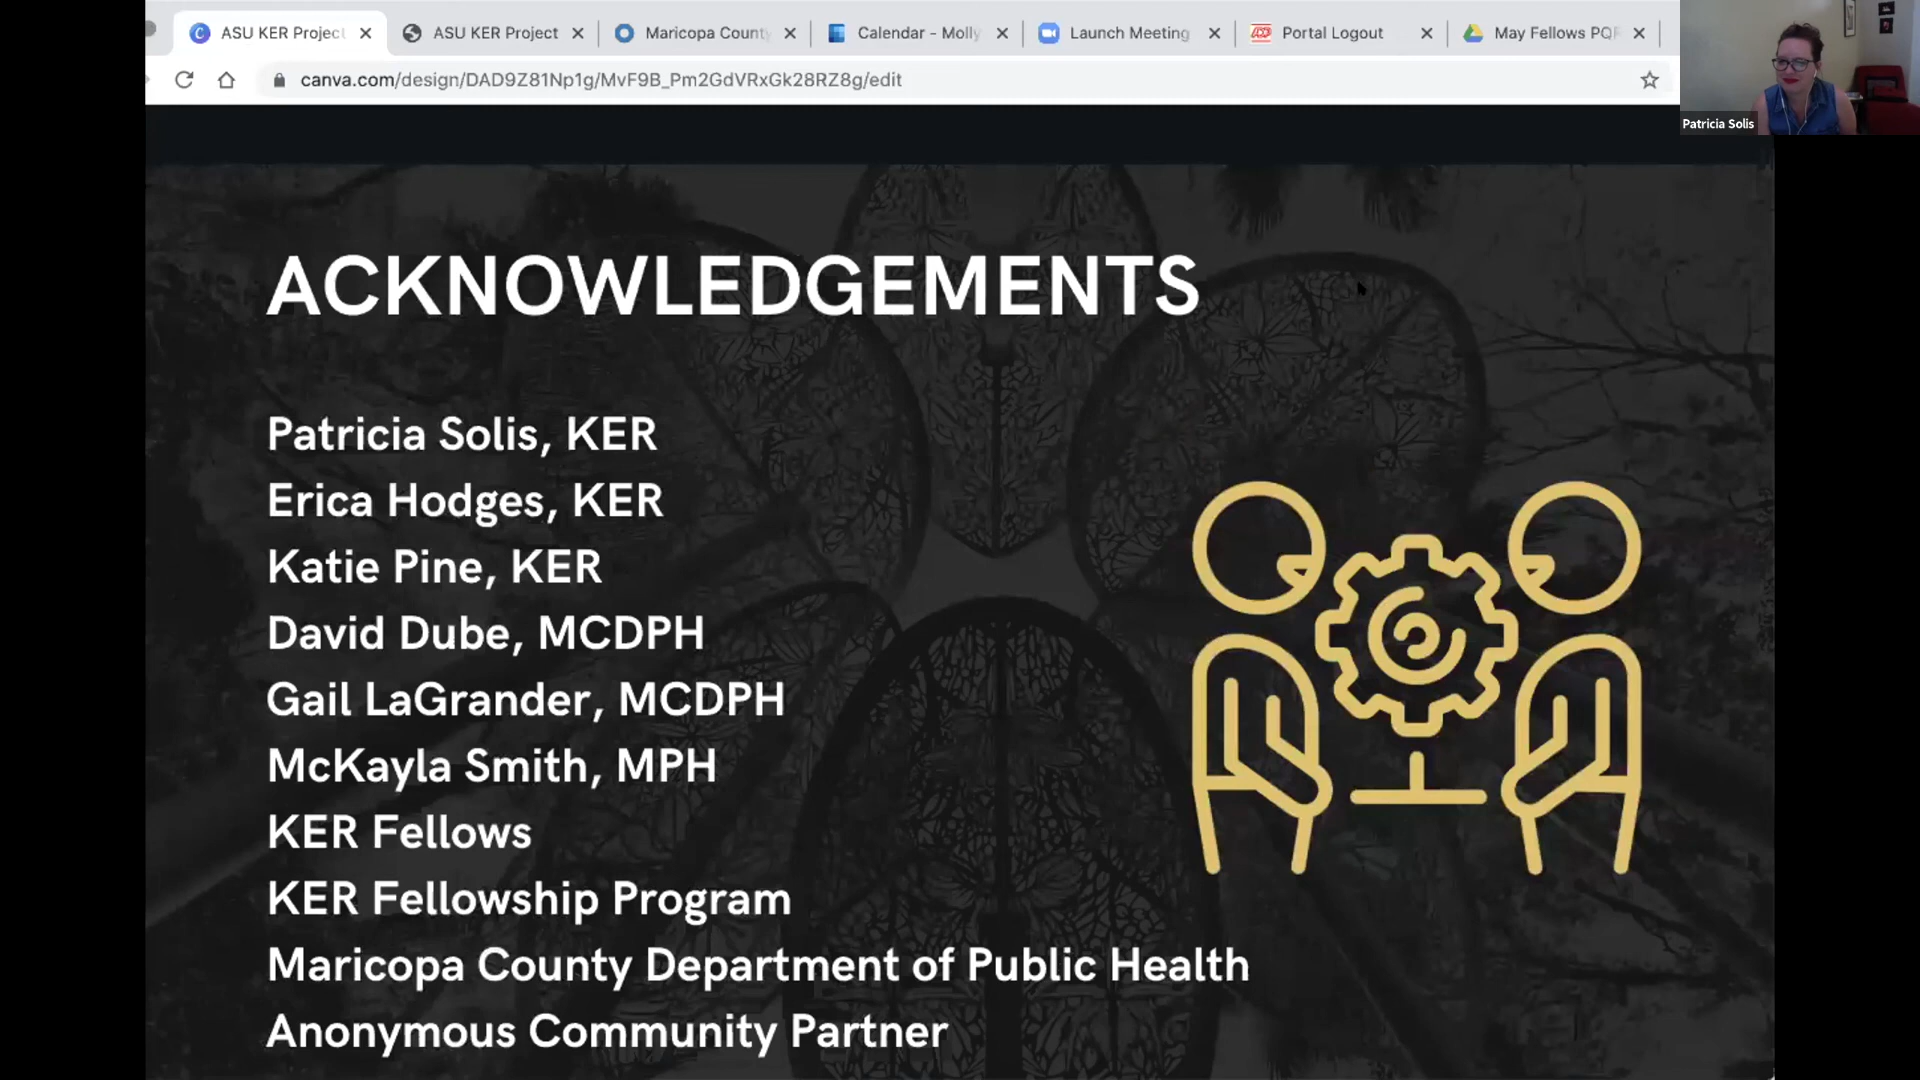 ASU KER Project
ASU KER Project
Maricopa County
Calendar - Molly
Launch Meeting
Portal Logout
May Fellows PQR
canva.com/design/DAD9Z81Np1g/MvF9B_Pm2GdVRxGk28RZ8g/edit
Patricia Solis
ACKNOWLEDGEMENTS
Patricia Solis, KER
Erica Hodges, KER
Katie Pine, KER
David Dube, MCDPH
Gail LaGrander, MCDPH
McKayla Smith, MPH
KER Fellows
KER Fellowship Program
Maricopa County Department of Public Health
Anonymous Community Partner